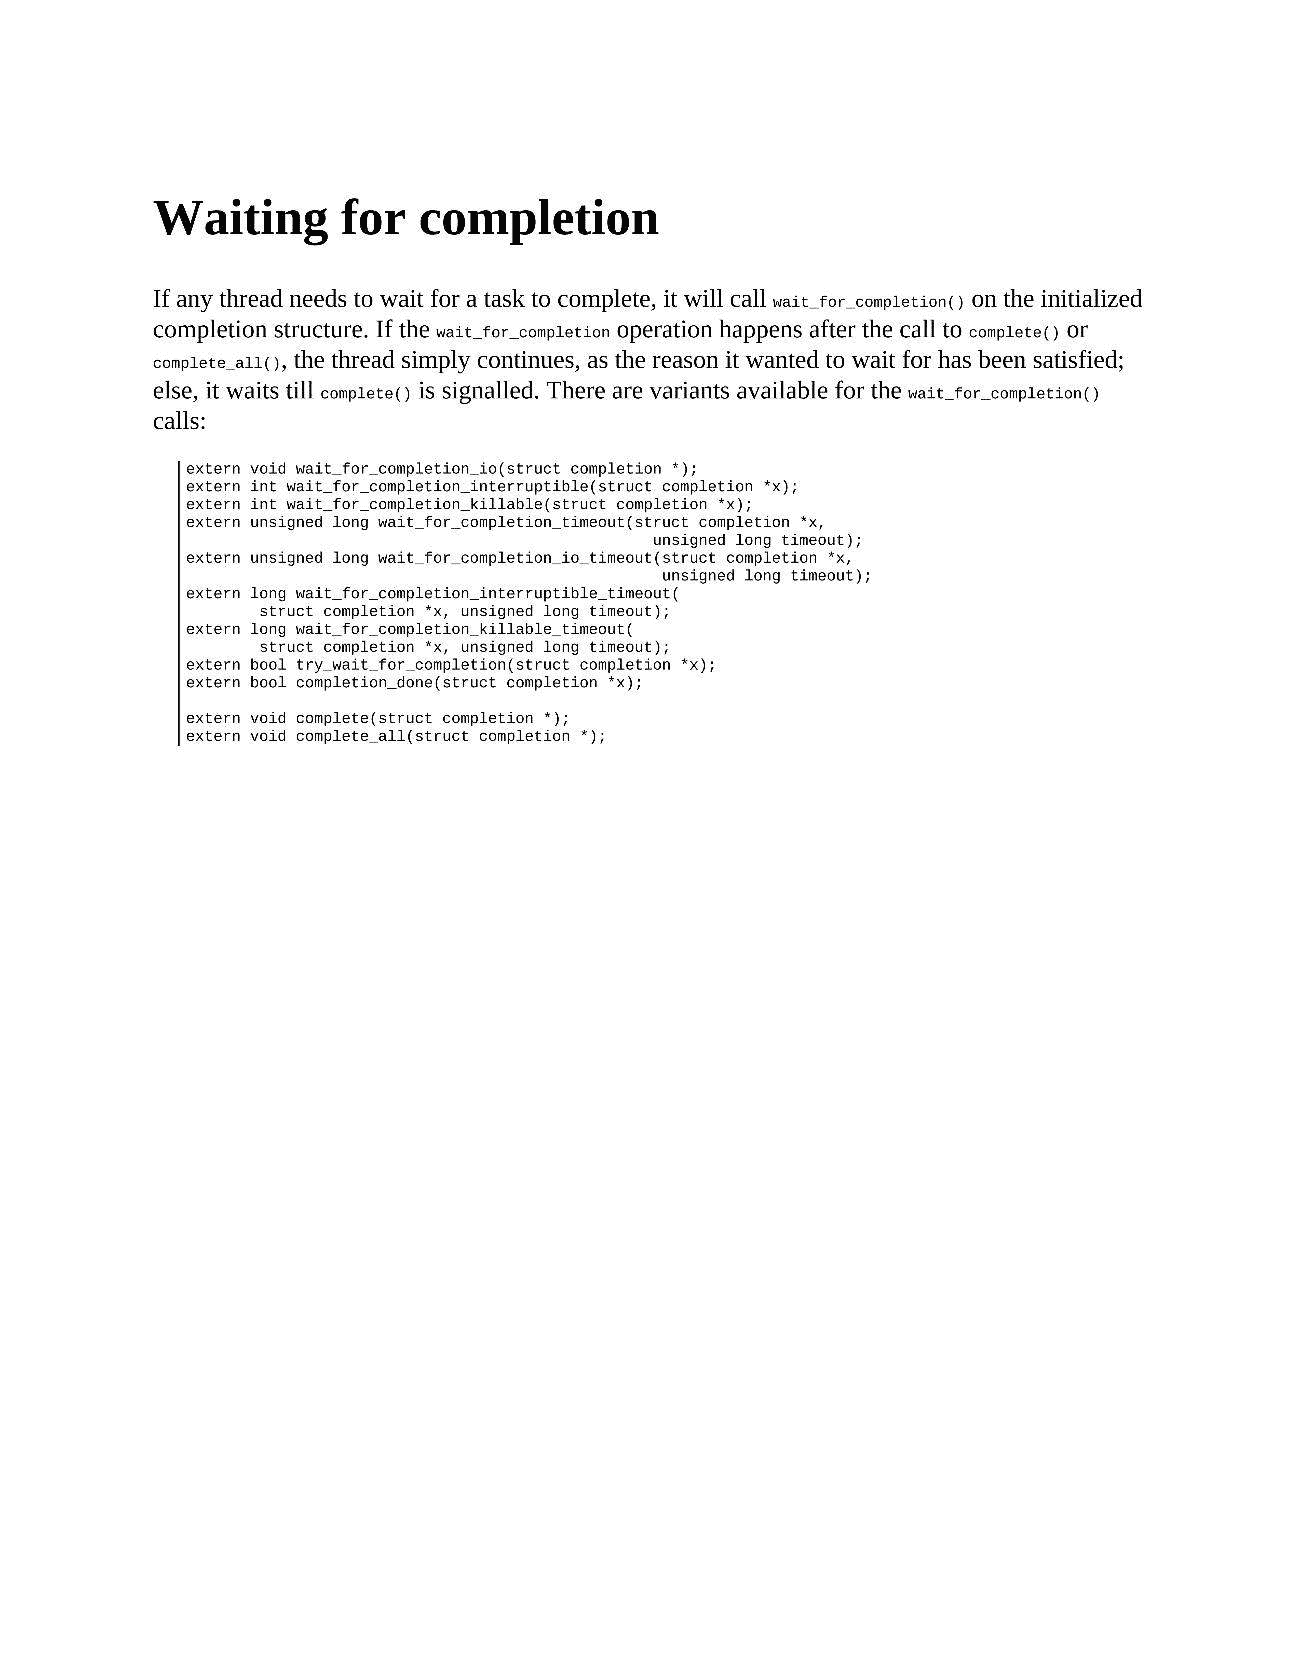 Waiting for completion
If any thread needs to wait for a task to complete, it will call wait_for_completion() on the initialized
completion structure. If the wait_for_completion operation happens after the call to complete() or
complete_all(), the thread simply continues, as the reason it wanted to wait for has been satisfied;
else, it waits till complete() is signalled. There are variants available for the wait_for_completion()
calls:
extern void wait_for_completion_io(struct completion *);
extern int wait_for_completion_interruptible(struct completion *x);
extern int wait_for_completion_killable(struct completion *x);
extern unsigned long wait_for_completion_timeout(struct completion *x,
                                                   unsigned long timeout);
extern unsigned long wait_for_completion_io_timeout(struct completion *x,
                                                    unsigned long timeout);
extern long wait_for_completion_interruptible_timeout(
        struct completion *x, unsigned long timeout);
extern long wait_for_completion_killable_timeout(
        struct completion *x, unsigned long timeout);
extern bool try_wait_for_completion(struct completion *x);
extern bool completion_done(struct completion *x);

extern void complete(struct completion *);
extern void complete_all(struct completion *);